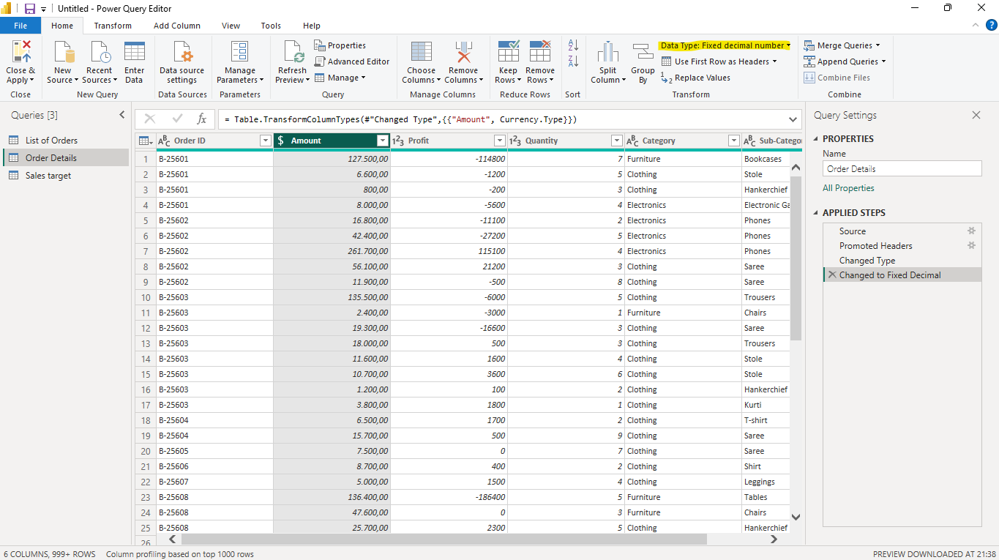 Untitled - Power Query Editor
File Home Transform Add Column View Tools Help
Close & Apply
New Source
Recent Sources
Enter Data
Data source settings
Manage Parameters
Refresh Preview
Properties
Advanced Editor
Manage
Choose Columns
Remove Columns
Keep Rows
Remove Rows
A Z
Z A
Split Column
Group By
Data Type: Fixed decimal number
Use First Row as Headers
1 2 Replace Values
Merge Queries
Append Queries
Combine Files
Close New Query Data Sources Parameters Query Manage Columns Reduce Rows Sort Transform Combine
Queries [3]
List of Orders
Order Details
Sales target
fx = Table.TransformColumnTypes(#"Changed Type",{{"Amount", Currency.Type}})
ABC Order ID $ Amount 123 Profit 123 Quantity ABC Category ABC Sub-Catego
1 B-25601 127.500,00 -114800 7 Furniture Bookcases
2 B-25601 6.600,00 -1200 5 Clothing Stole
3 B-25601 800,00 -200 3 Clothing Hankerchief
4 B-25601 8.000,00 -5600 4 Electronics Electronic Ga
5 B-25602 16.800,00 -11100 2 Electronics Phones
6 B-25602 42.400,00 -27200 5 Electronics Phones
7 B-25602 261.700,00 115100 4 Electronics Phones
8 B-25602 56.100,00 21200 3 Clothing Saree
9 B-25602 11.900,00 -500 8 Clothing Saree
10 B-25603 135.500,00 -6000 5 Clothing Trousers
11 B-25603 2.400,00 -3000 1 Furniture Chairs
12 B-25603 19.300,00 -16600 3 Clothing Saree
13 B-25603 18.000,00 500 3 Clothing Trousers
14 B-25603 11.600,00 1600 4 Clothing Stole
15 B-25603 10.700,00 3600 6 Clothing Stole
16 B-25603 1.200,00 100 2 Clothing Hankerchief
17 B-25603 3.800,00 1800 1 Clothing Kurti
18 B-25604 6.500,00 1700 2 Clothing T-shirt
19 B-25604 15.700,00 500 9 Clothing Saree
20 B-25605 7.500,00 0 7 Clothing Saree
21 B-25606 8.700,00 400 2 Clothing Shirt
22 B-25607 5.000,00 1500 4 Clothing Leggings
23 B-25608 136.400,00 -186400 5 Furniture Tables
24 B-25608 47.600,00 0 3 Furniture Chairs
25 B-25608 25.700,00 2300 5 Clothing Hankerchief
26
Query Settings
PROPERTIES
Name
Order Details
All Properties
APPLIED STEPS
Source
Promoted Headers
Changed Type
Changed to Fixed Decimal
6 COLUMNS, 999+ ROWS Column profiling based on top 1000 rows PREVIEW DOWNLOADED AT 21:38